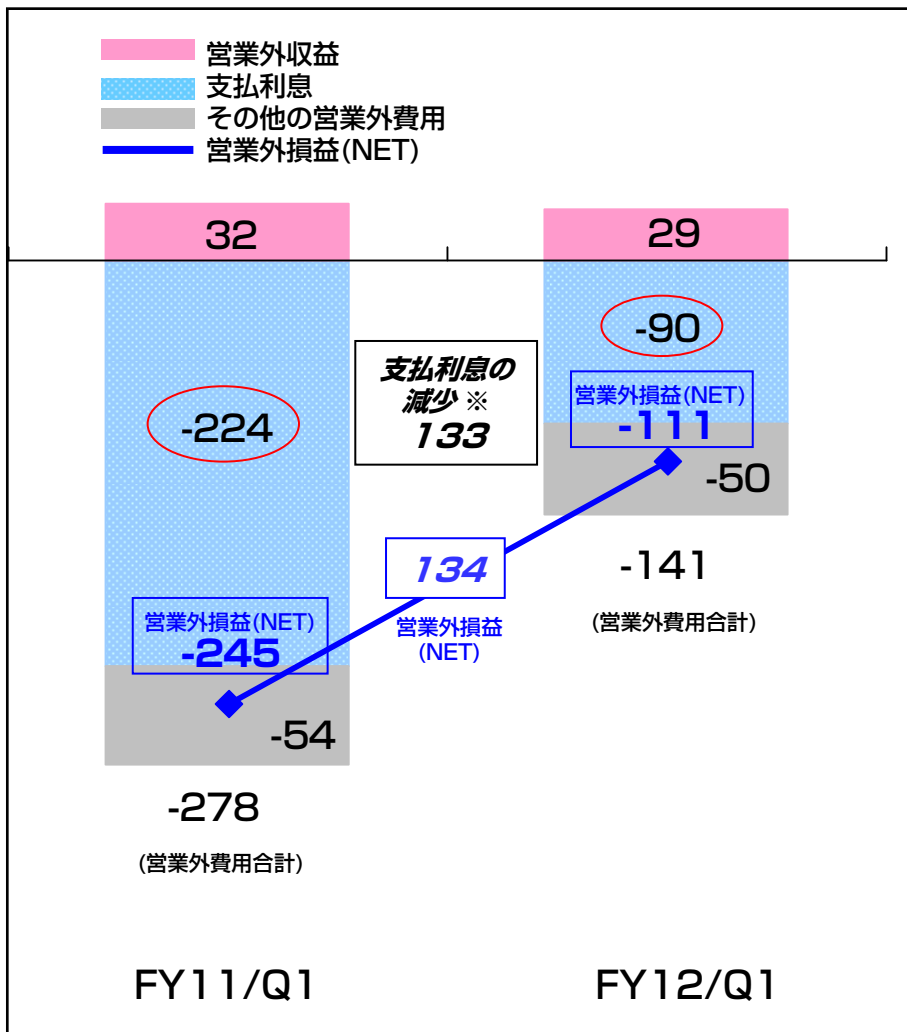 営業外収益
支払利息
その他の営業外費用
営業外損益(NET)
32
29
-90
支払利息の
減少 ※
133
営業外損益(NET)
-111
-224
-50
134
-141
(営業外費用合計)
営業外損益
(NET)
営業外損益(NET)
-245
-54
-278
(営業外費用合計)
FY11/Q1
FY12/Q1